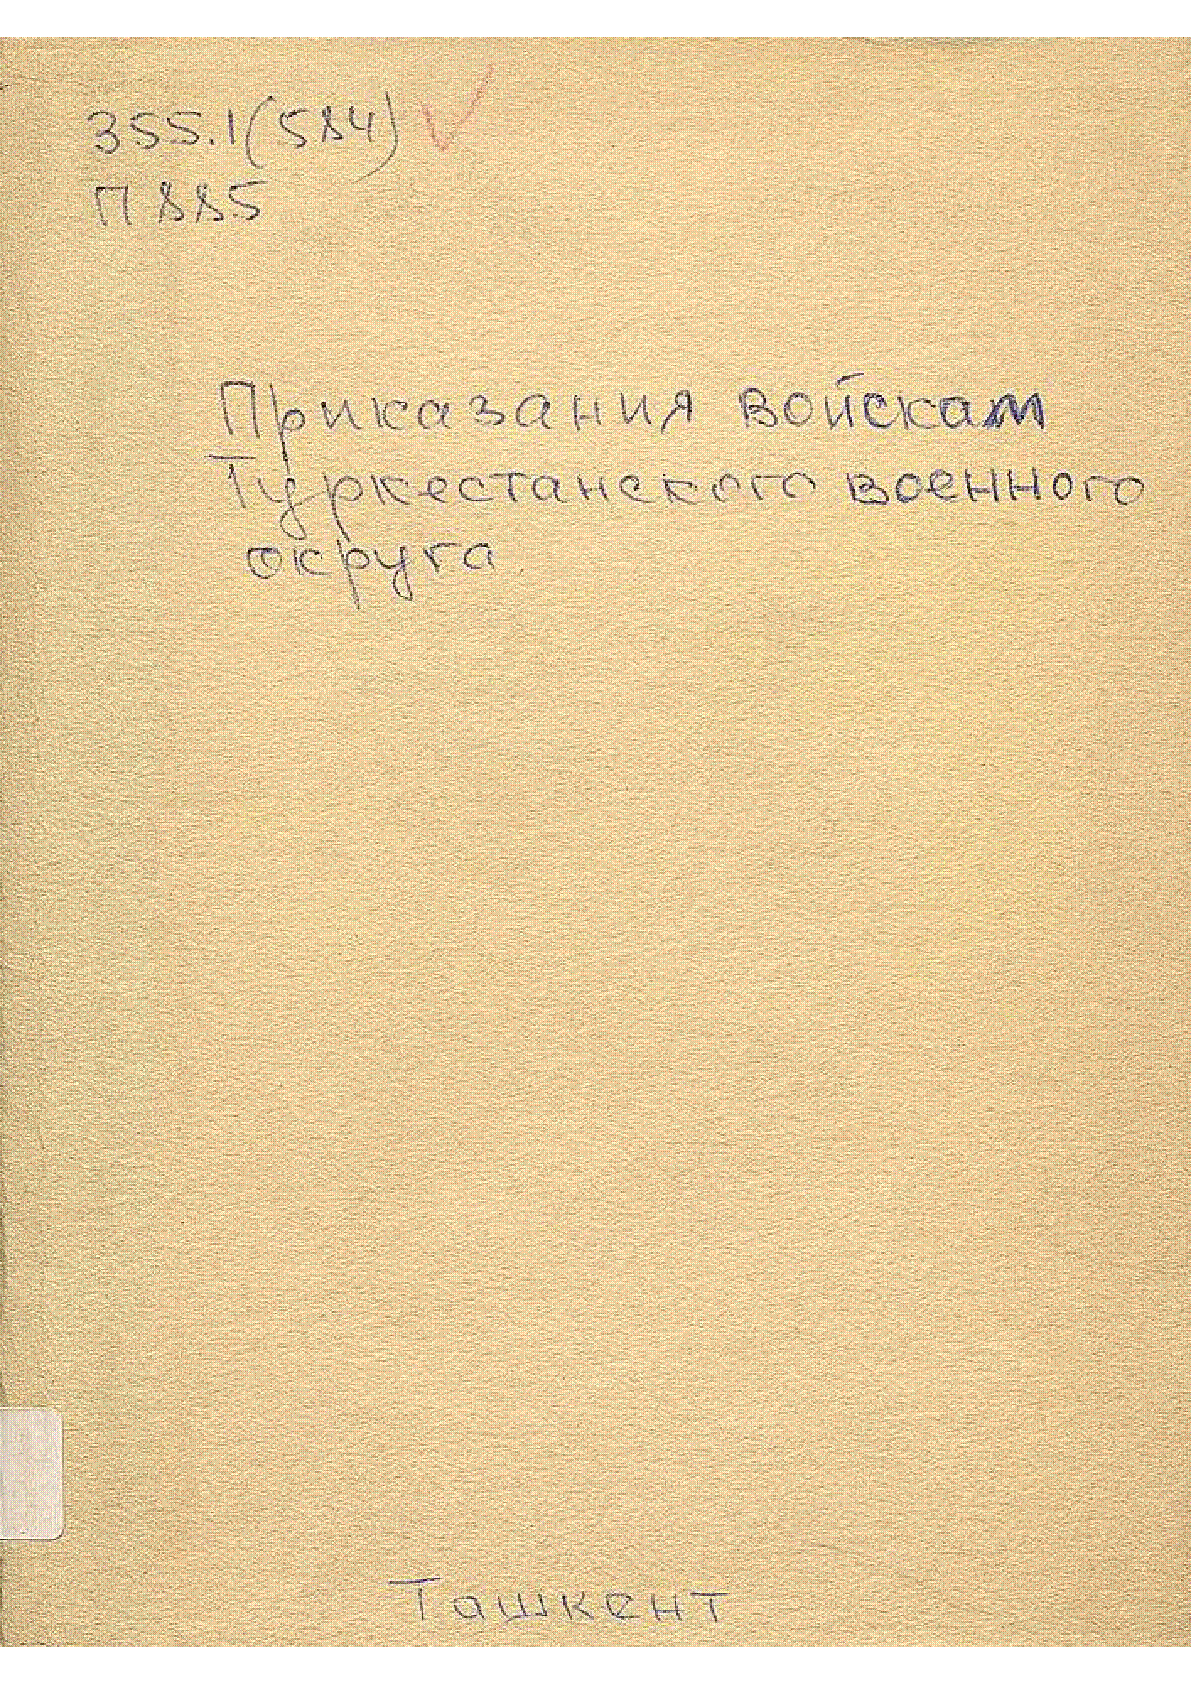 355.1(584)
П 885
Приказания войскам
Туркестанского военного
округа
Ташкент